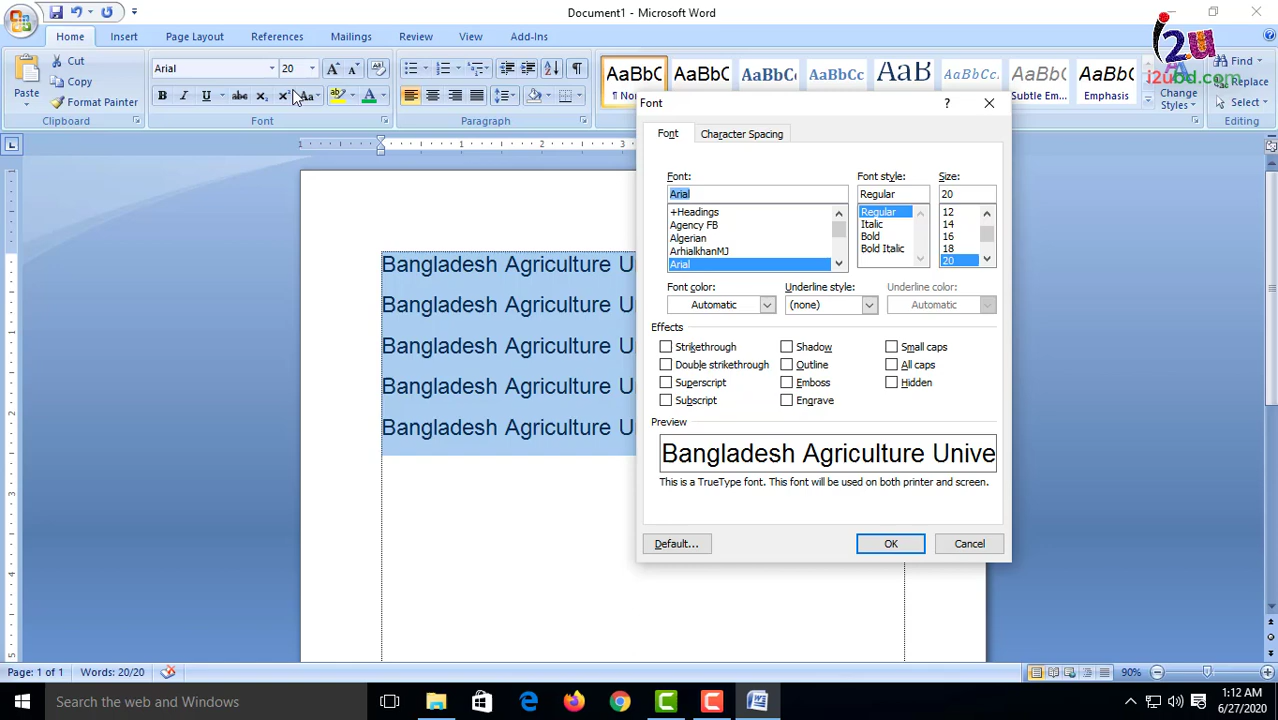 Document1 - Microsoft Word
Home Insert Page Layout References Mailings Review View Add-Ins
i2u
i2ubd.com
Paste
Cut
Copy
Format Painter
Clipboard
Arial 20
Font
Paragraph
AaBbC AaBbC AaBbC AaBbC AaB AaBbC AaBbC AaBbC
Subtle Em... Emphasis
Change
Styles
Find
Replace
Select
Editing
Bangladesh Agriculture U
Bangladesh Agriculture U
Bangladesh Agriculture U
Bangladesh Agriculture U
Bangladesh Agriculture U
Font
Font Character Spacing
Font: Font style: Size:
Arial Regular 20
+Headings
Agency FB
Algerian
ArhialkhanMJ
Arial
Regular
Italic
Bold
Bold Italic
12
14
16
18
20
Font color: Underline style: Underline color:
Automatic (none) Automatic
Effects
Strikethrough Shadow Small caps
Double strikethrough Outline All caps
Superscript Emboss Hidden
Subscript Engrave
Preview
Bangladesh Agriculture Unive
This is a TrueType font. This font will be used on both printer and screen.
Default... OK Cancel
Page: 1 of 1 Words: 20/20 90%
Search the web and Windows
1:12 AM
6/27/2020